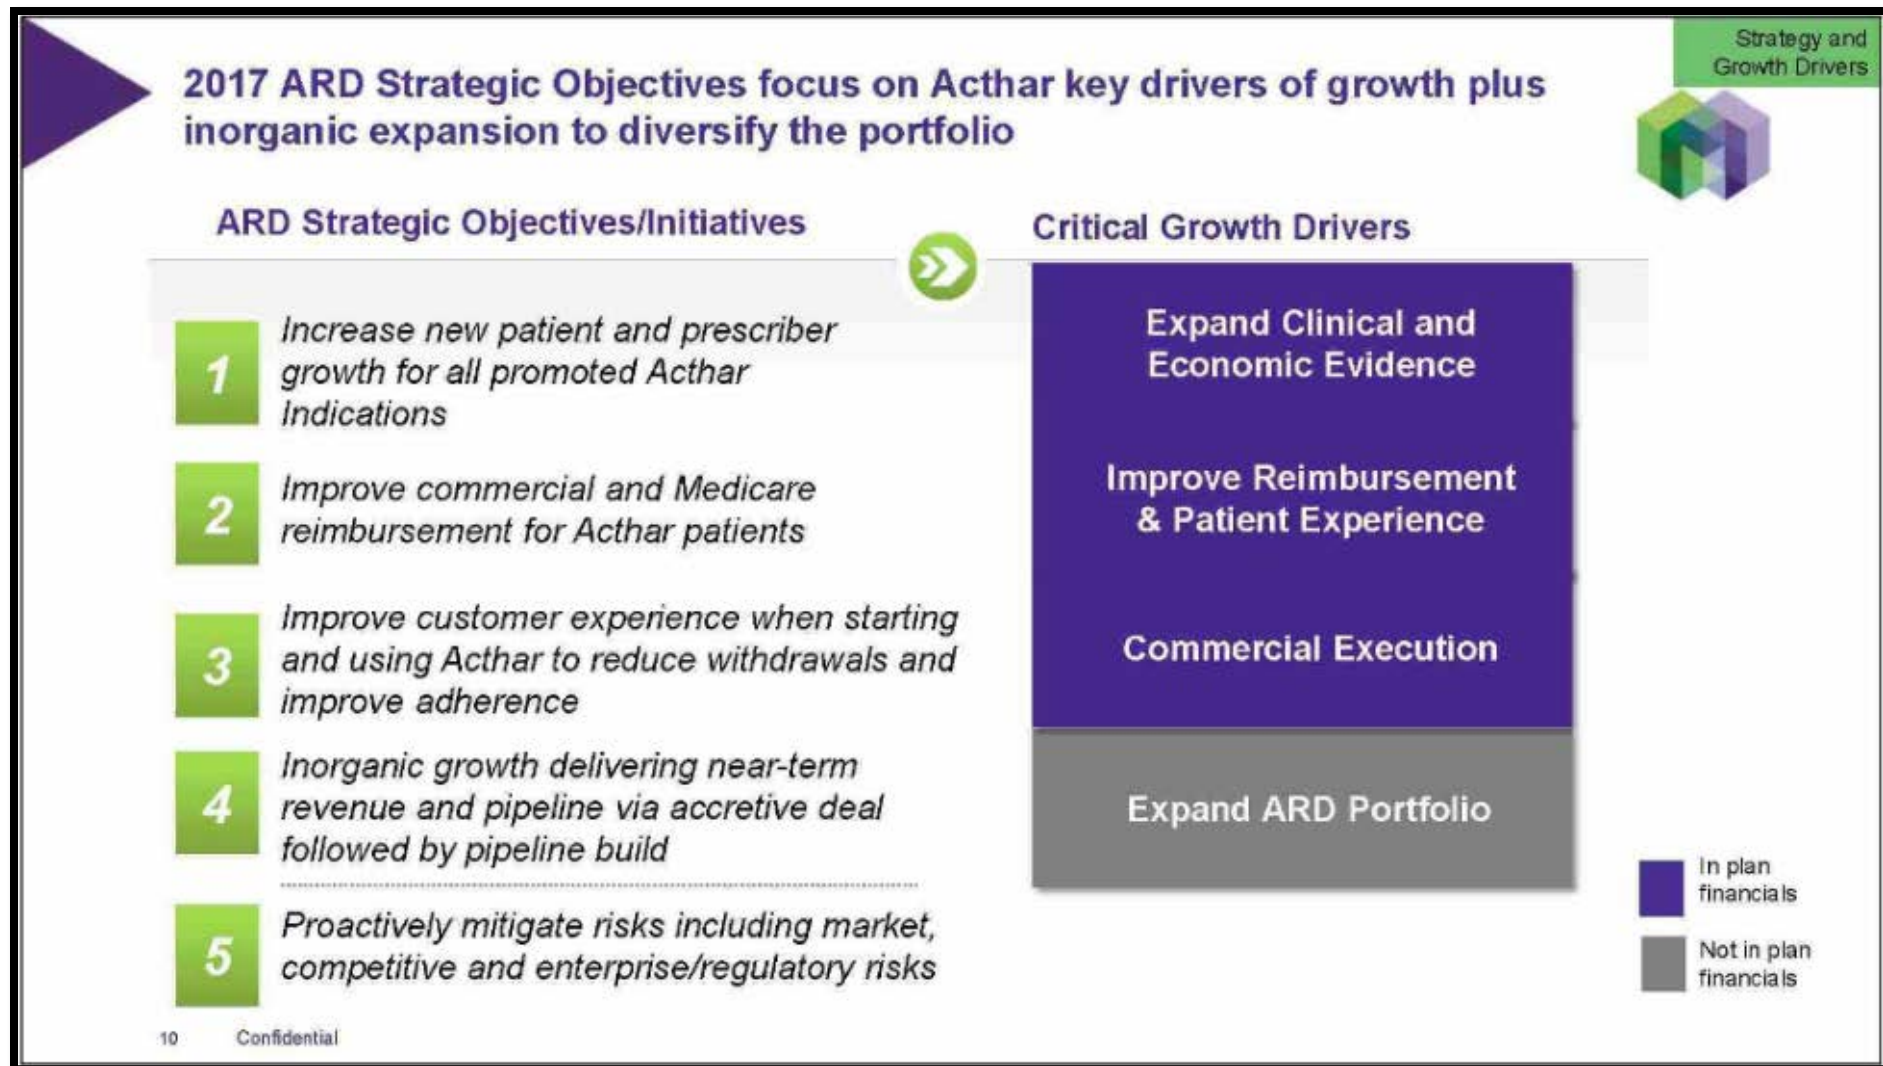 Strategy and
Growth Drivers
2017 ARD Strategic Objectives focus on Acthar key drivers of growth plus
inorganic expansion to diversify the portfolio
ARD Strategic Objectives/Initiatives
Critical Growth Drivers
1
Increase new patient and prescriber
growth for all promoted Acthar
Indications
2
Improve commercial and Medicare
reimbursement for Acthar patients
3
Improve customer experience when starting
and using Acthar to reduce withdrawals and
improve adherence
4
Inorganic growth delivering near-term
revenue and pipeline via accretive deal
followed by pipeline build
5
Proactively mitigate risks including market,
competitive and enterprise/regulatory risks
Expand Clinical and
Economic Evidence
Improve Reimbursement
& Patient Experience
Commercial Execution
Expand ARD Portfolio
In plan
financials
Not in plan
financials
10 Confidential